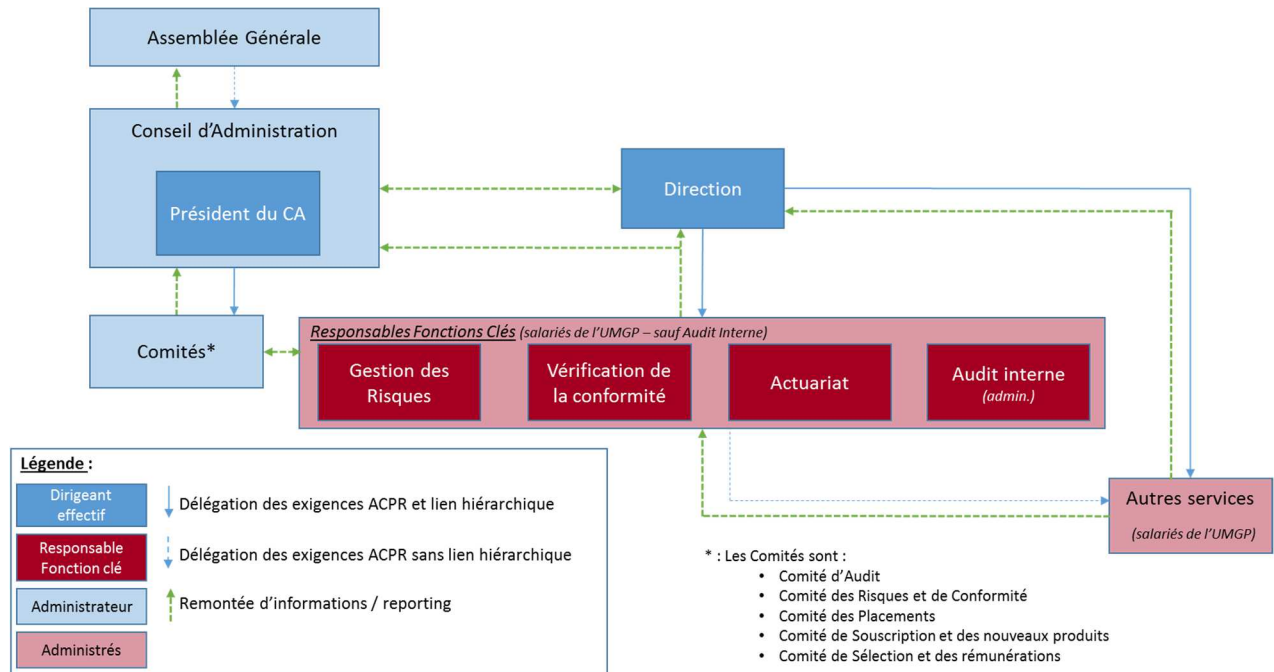 Assemblée Générale
Conseil d’Administration
Président du CA
Direction
Comités*
Responsables Fonctions Clés (salariés de l’UMGP – sauf Audit Interne)
Gestion des
Risques
Vérification de
la conformité
Actuariat
Audit interne
(admin.)
Autres services
(salariés de l’UMGP)
Légende :
Dirigeant
effectif
Délégation des exigences ACPR et lien hiérarchique
Responsable
Fonction clé
Délégation des exigences ACPR sans lien hiérarchique
Administrateur
Remontée d’informations / reporting
Administrés
* : Les Comités sont :
• Comité d’Audit
• Comité des Risques et de Conformité
• Comité des Placements
• Comité de Souscription et des nouveaux produits
• Comité de Sélection et des rémunérations